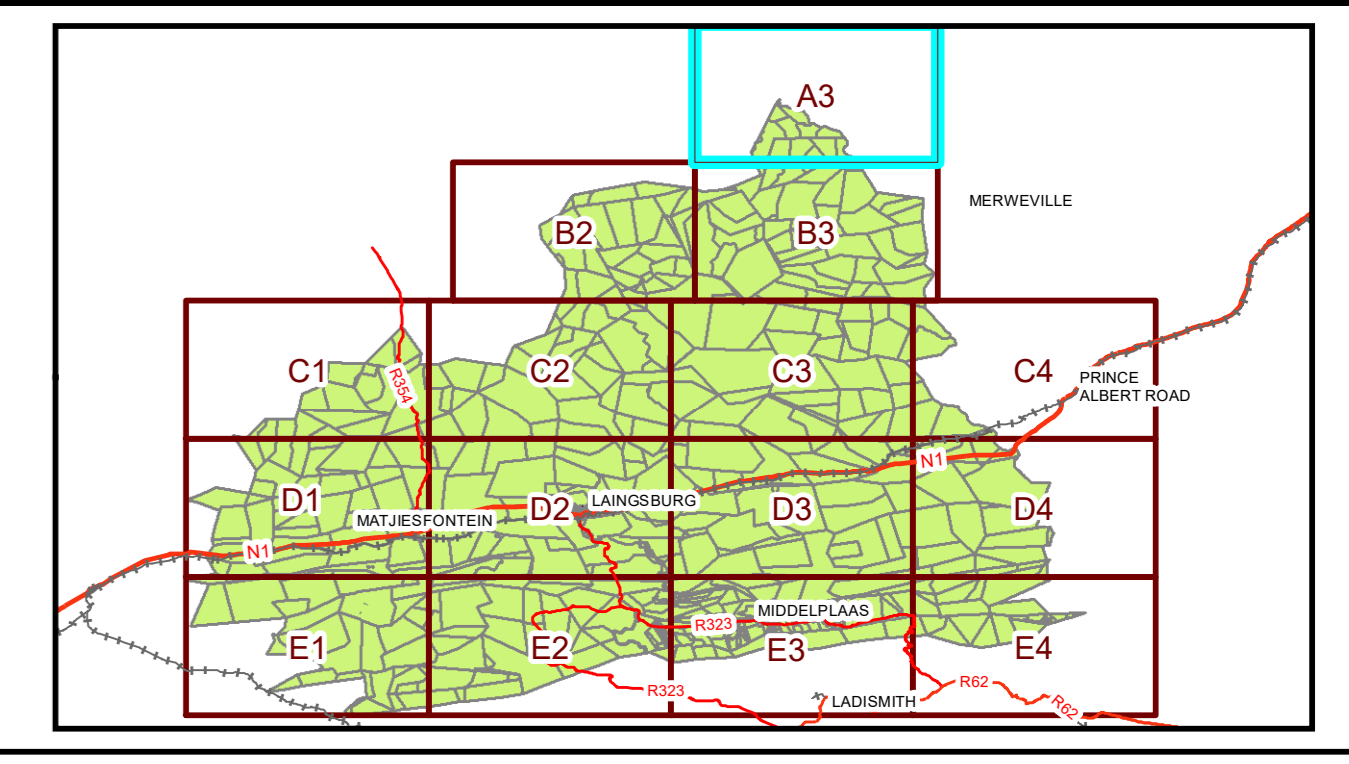 A3
MERWEVILLE
B2
B3
R354
C1
C2
C3
C4
PRINCE
ALBERT ROAD
N1
D1
D2
LAINGSBURG
D3
D4
MATJIESFONTEIN
N1
MIDDELPLAAS
R323
E1
E2
E3
E4
R323
LADISMITH
R62
R62